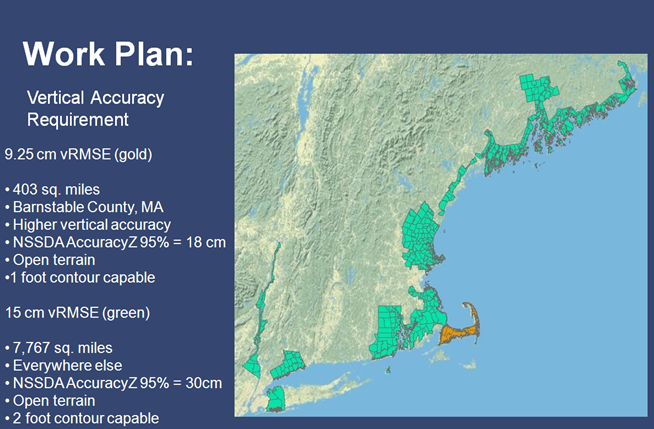 Work Plan:
Vertical Accuracy
Requirement
9.25 cm vRMSE (gold)
• 403 sq. miles
• Barnstable County, MA
• Higher vertical accuracy
• NSSDA AccuracyZ 95% = 18 cm
• Open terrain
•1 foot contour capable
15 cm vRMSE (green)
• 7,767 sq. miles
• Everywhere else
• NSSDA AccuracyZ 95% = 30cm
• Open terrain
• 2 foot contour capable